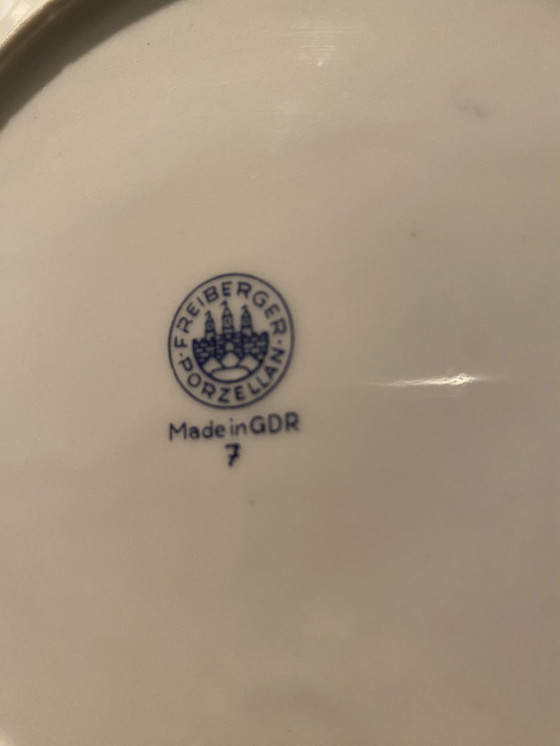 FREIBERGER
· PORZELLAN ·
Made in GDR
7